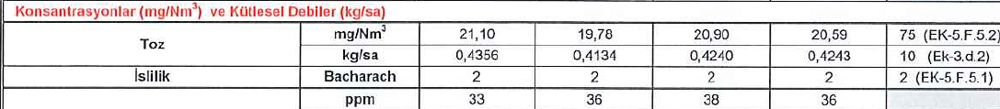 Konsantrasyonlar (mg/Nm³) ve Kütlesel Debiler (kg/sa)
Toz mg/Nm³ 21,10 19,78 20,90 20,59 75 (EK-5.F.5.2)
kg/sa 0,4356 0,4134 0,4240 0,4243 10 (Ek-3.d.2)
İslilik Bacharach 2 2 2 2 2 (EK-5.F.5.1)
ppm 33 36 38 36